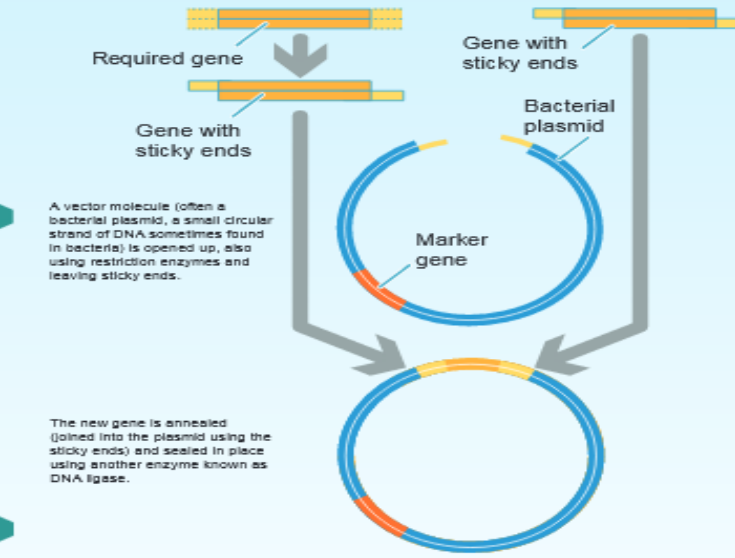 Required gene
Gene with
sticky ends
Gene with
sticky ends
Bacterial
plasmid
A vector molecule (often a
bacterial plasmid, a small circular
strand of DNA sometimes found
in bacteria) is opened up, also
using restriction enzymes and
leaving sticky ends.
Marker
gene
The new gene is annealed
(joined into the plasmid using the
sticky ends) and sealed in place
using another enzyme known as
DNA ligase.